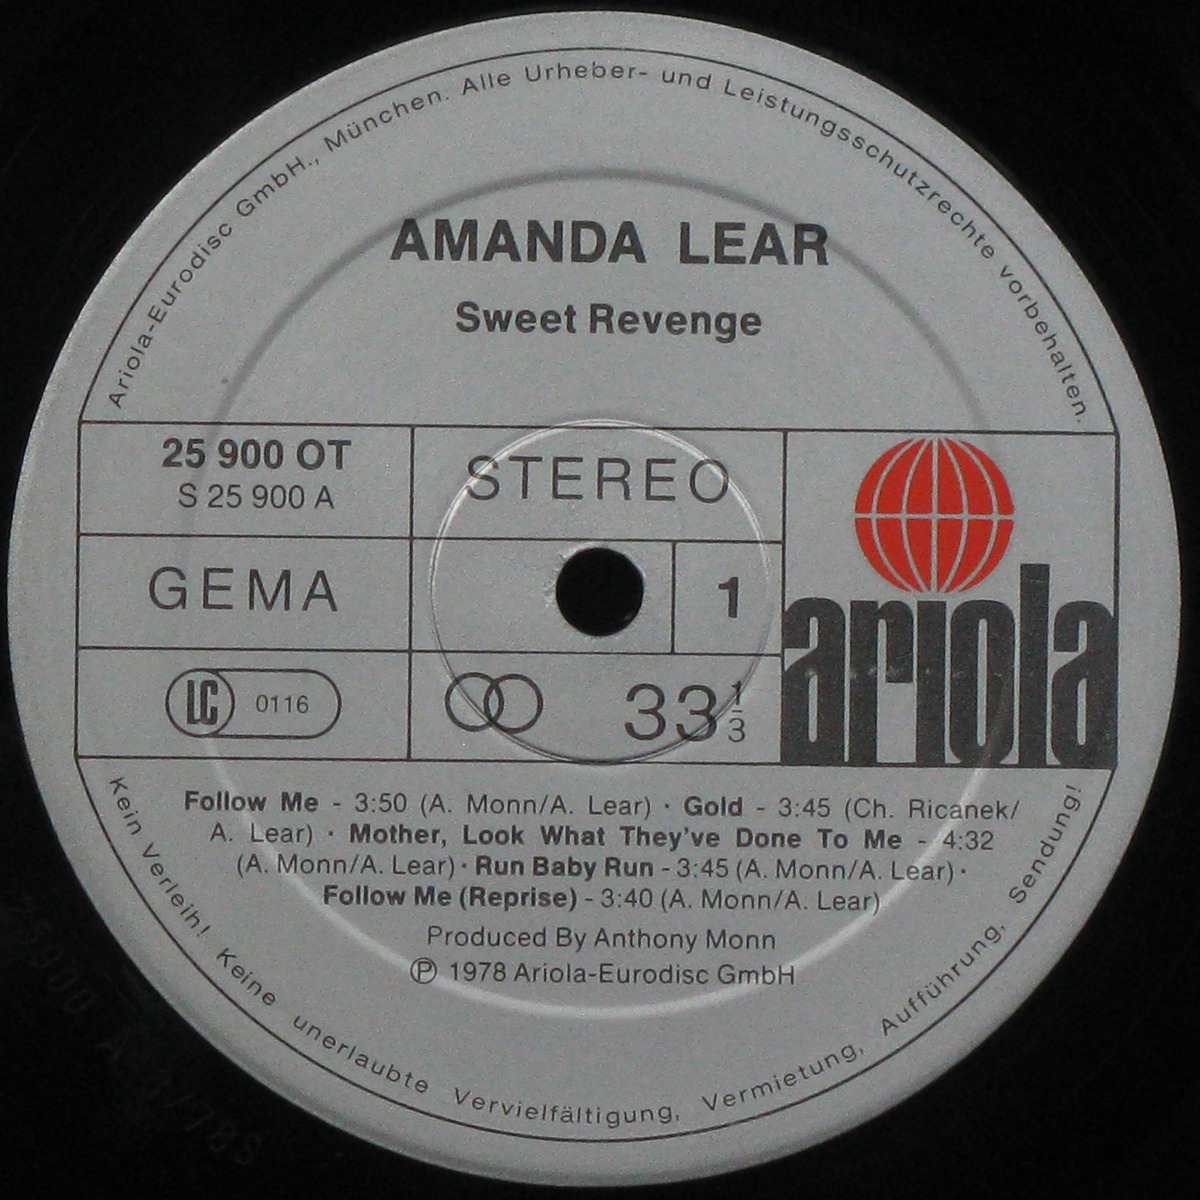 Ariola-Eurodisc GmbH., München. Alle Urheber- und Leistungsschutzrechte vorbehalten.
AMANDA LEAR
Sweet Revenge
25 900 OT
S 25 900 A
STEREO
GEMA
1
LC 0116
33 1/3
ariola
Follow Me - 3:50 (A. Monn/A. Lear) · Gold - 3:45 (Ch. Ricanek/
A. Lear) · Mother, Look What They've Done To Me - 4:32
(A. Monn/A. Lear) · Run Baby Run - 3:45 (A. Monn/A. Lear) ·
Follow Me (Reprise) - 3:40 (A. Monn/A. Lear)
Produced By Anthony Monn
Ⓟ 1978 Ariola-Eurodisc GmbH
Kein Verleih! Keine unerlaubte Vervielfältigung, Vermietung, Aufführung, Sendung!